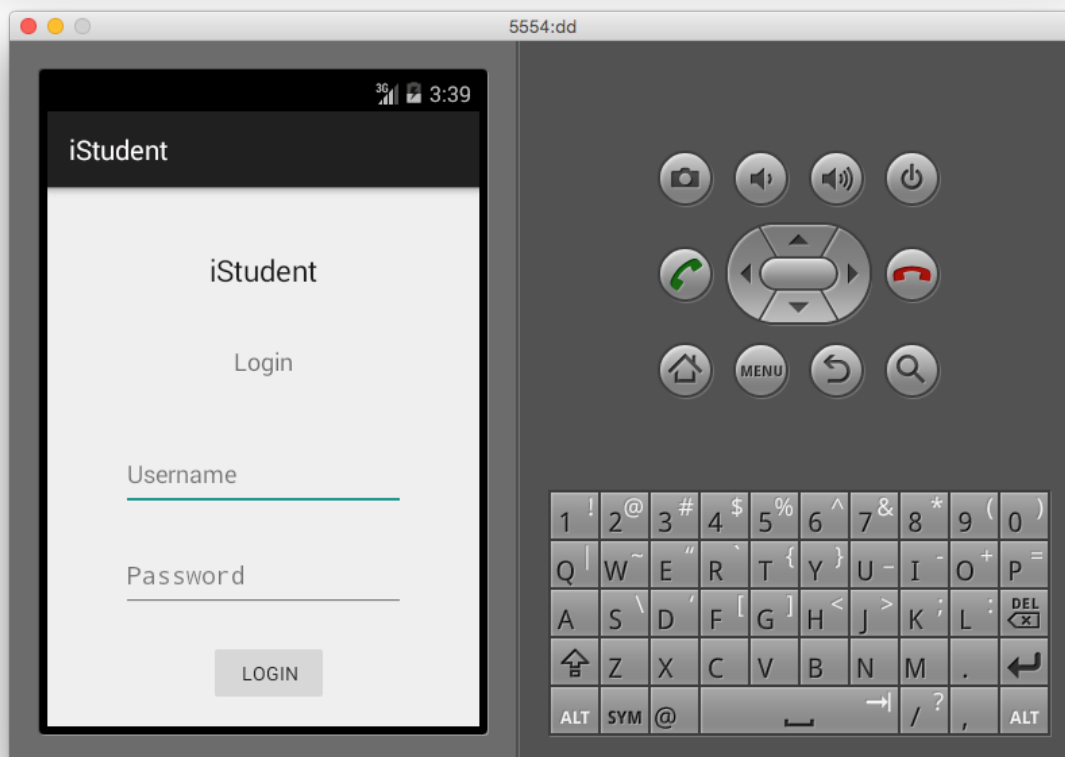 5554:dd
3G 3:39
iStudent
iStudent
Login
Username
Password
LOGIN
MENU
1 ! 2 @ 3 # 4 $ 5 % 6 ^ 7 & 8 * 9 ( 0 )
Q | W ~ E “ R ` T { Y } U _ I - O + P =
A S \ D ‘ F [ G ] H < J > K ; L : DEL
Z X C V B N M .
ALT SYM @ / ? , ALT